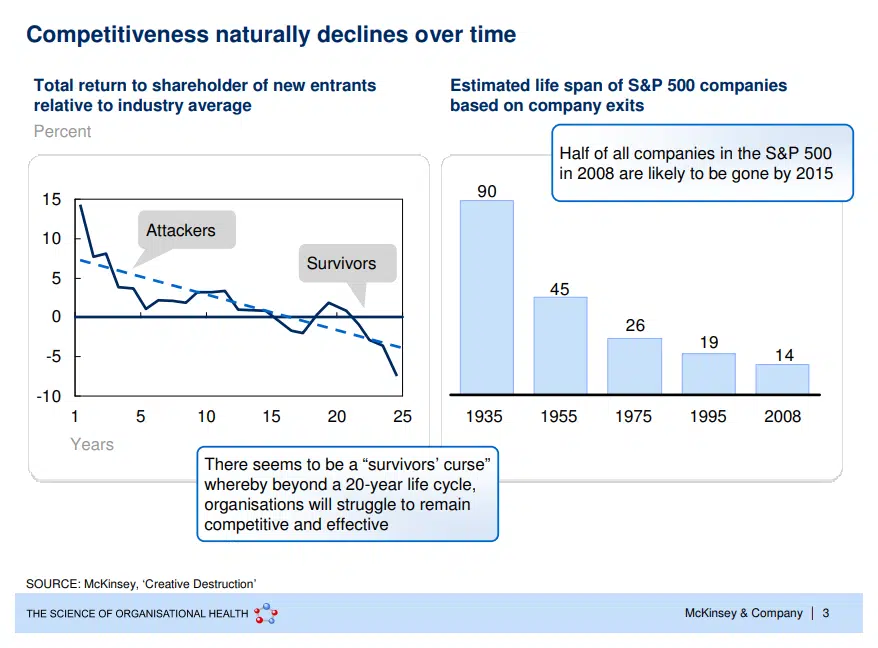 Competitiveness naturally declines over time
Total return to shareholder of new entrants
relative to industry average
Percent
15
10
5
0
-5
-10
1 5 10 15 20 25
Years
Attackers
Survivors
There seems to be a “survivors’ curse”
whereby beyond a 20-year life cycle,
organisations will struggle to remain
competitive and effective
Estimated life span of S&P 500 companies
based on company exits
Half of all companies in the S&P 500
in 2008 are likely to be gone by 2015
90
45
26
19
14
1935 1955 1975 1995 2008
SOURCE: McKinsey, ‘Creative Destruction’
THE SCIENCE OF ORGANISATIONAL HEALTH
McKinsey & Company | 3